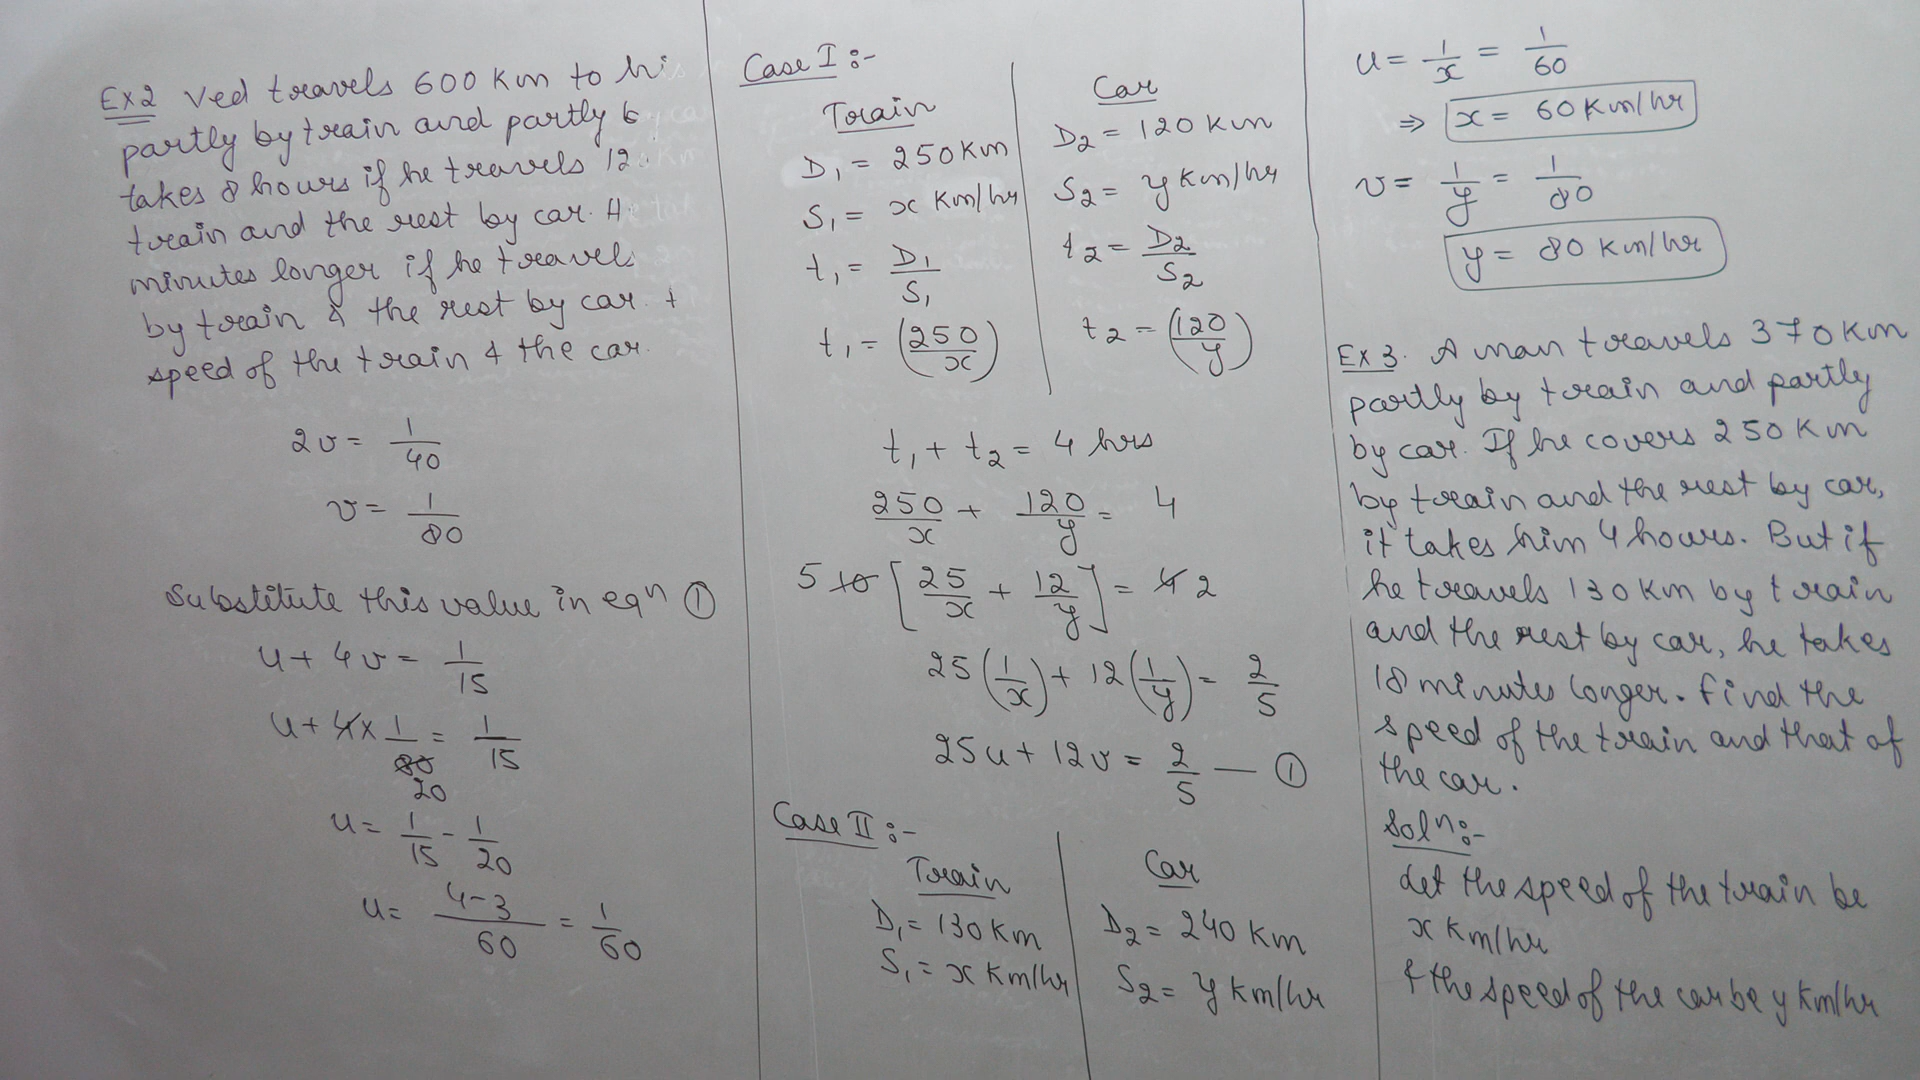 Ex2 Ved travels 600 Km to
partly by train and partly
takes 8 hours if he travels 12
train and the rest by car.
minutes longer if he travel
by train & the rest by car.
speed of the train & the car.
2v = 1/40
v = 1/80
Substitute this value in eqn ①
u + 4v = 1/15
u + 4 x 1/80 = 1/15
20
u = 1/15 - 1/20
u = 4-3/60 = 1/60
Case I :-
Train
D₁ = 250 Km
S₁ = x Km/hr
t₁ = D₁/S₁
t₁ = (250/x)
Car
D₂ = 120 Km
S₂ = y Km/hr
t₂ = D₂/S₂
t₂ = (120/y)
t₁ + t₂ = 4 hrs
250/x + 120/y = 4
5 10 [25/x + 12/y] = 4 2
25(1/x) + 12(1/y) = 2/5
25u + 12v = 2/5 — ①
Case II :-
Train
D₁ = 130 Km
S₁ = x Km/hr
Car
D₂ = 240 Km
S₂ = y Km/hr
u = 1/x = 1/60
⇒ x = 60 Km/hr
v = 1/y = 1/80
y = 80 Km/hr
Ex 3. A man travels 370 Km
partly by train and partly
by car. If he covers 250 Km
by train and the rest by car,
it takes him 4 hours. But if
he travels 130 Km by train
and the rest by car, he takes
18 minutes longer. Find the
speed of the train and that of
the car.
Soln :-
Let the speed of the train be
x Km/hr
& the speed of the car be y Km/hr